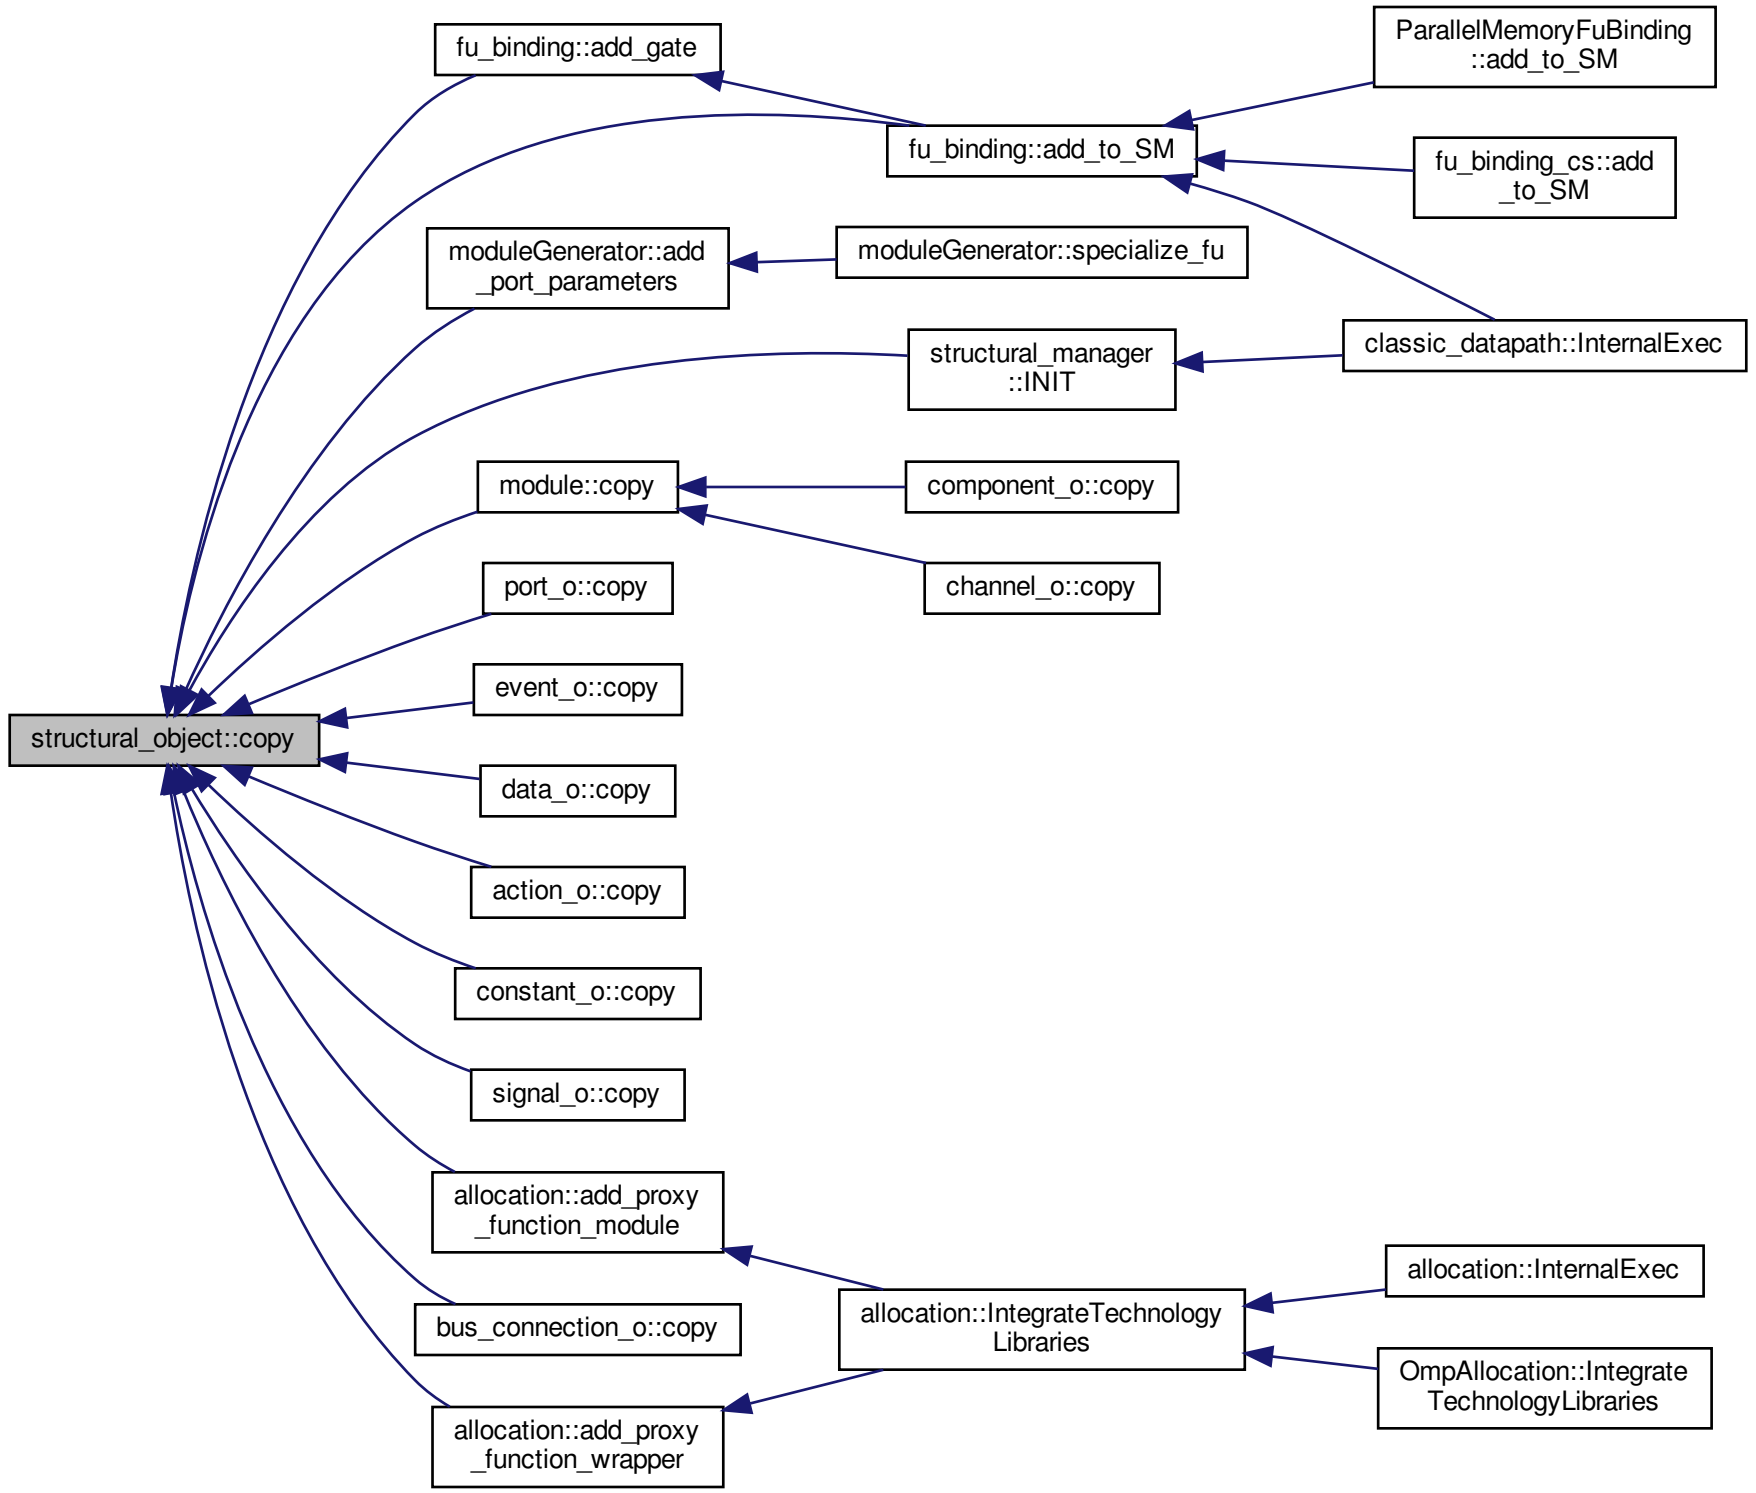 fu_binding::add_gate
ParallelMemoryFuBinding
::add_to_SM
fu_binding::add_to_SM
fu_binding_cs::add
_to_SM
moduleGenerator::add
_port_parameters
moduleGenerator::specialize_fu
structural_manager
::INIT
classic_datapath::InternalExec
module::copy
component_o::copy
port_o::copy
channel_o::copy
event_o::copy
structural_object::copy
data_o::copy
action_o::copy
constant_o::copy
signal_o::copy
allocation::add_proxy
_function_module
bus_connection_o::copy
allocation::IntegrateTechnology
Libraries
allocation::InternalExec
OmpAllocation::Integrate
TechnologyLibraries
allocation::add_proxy
_function_wrapper